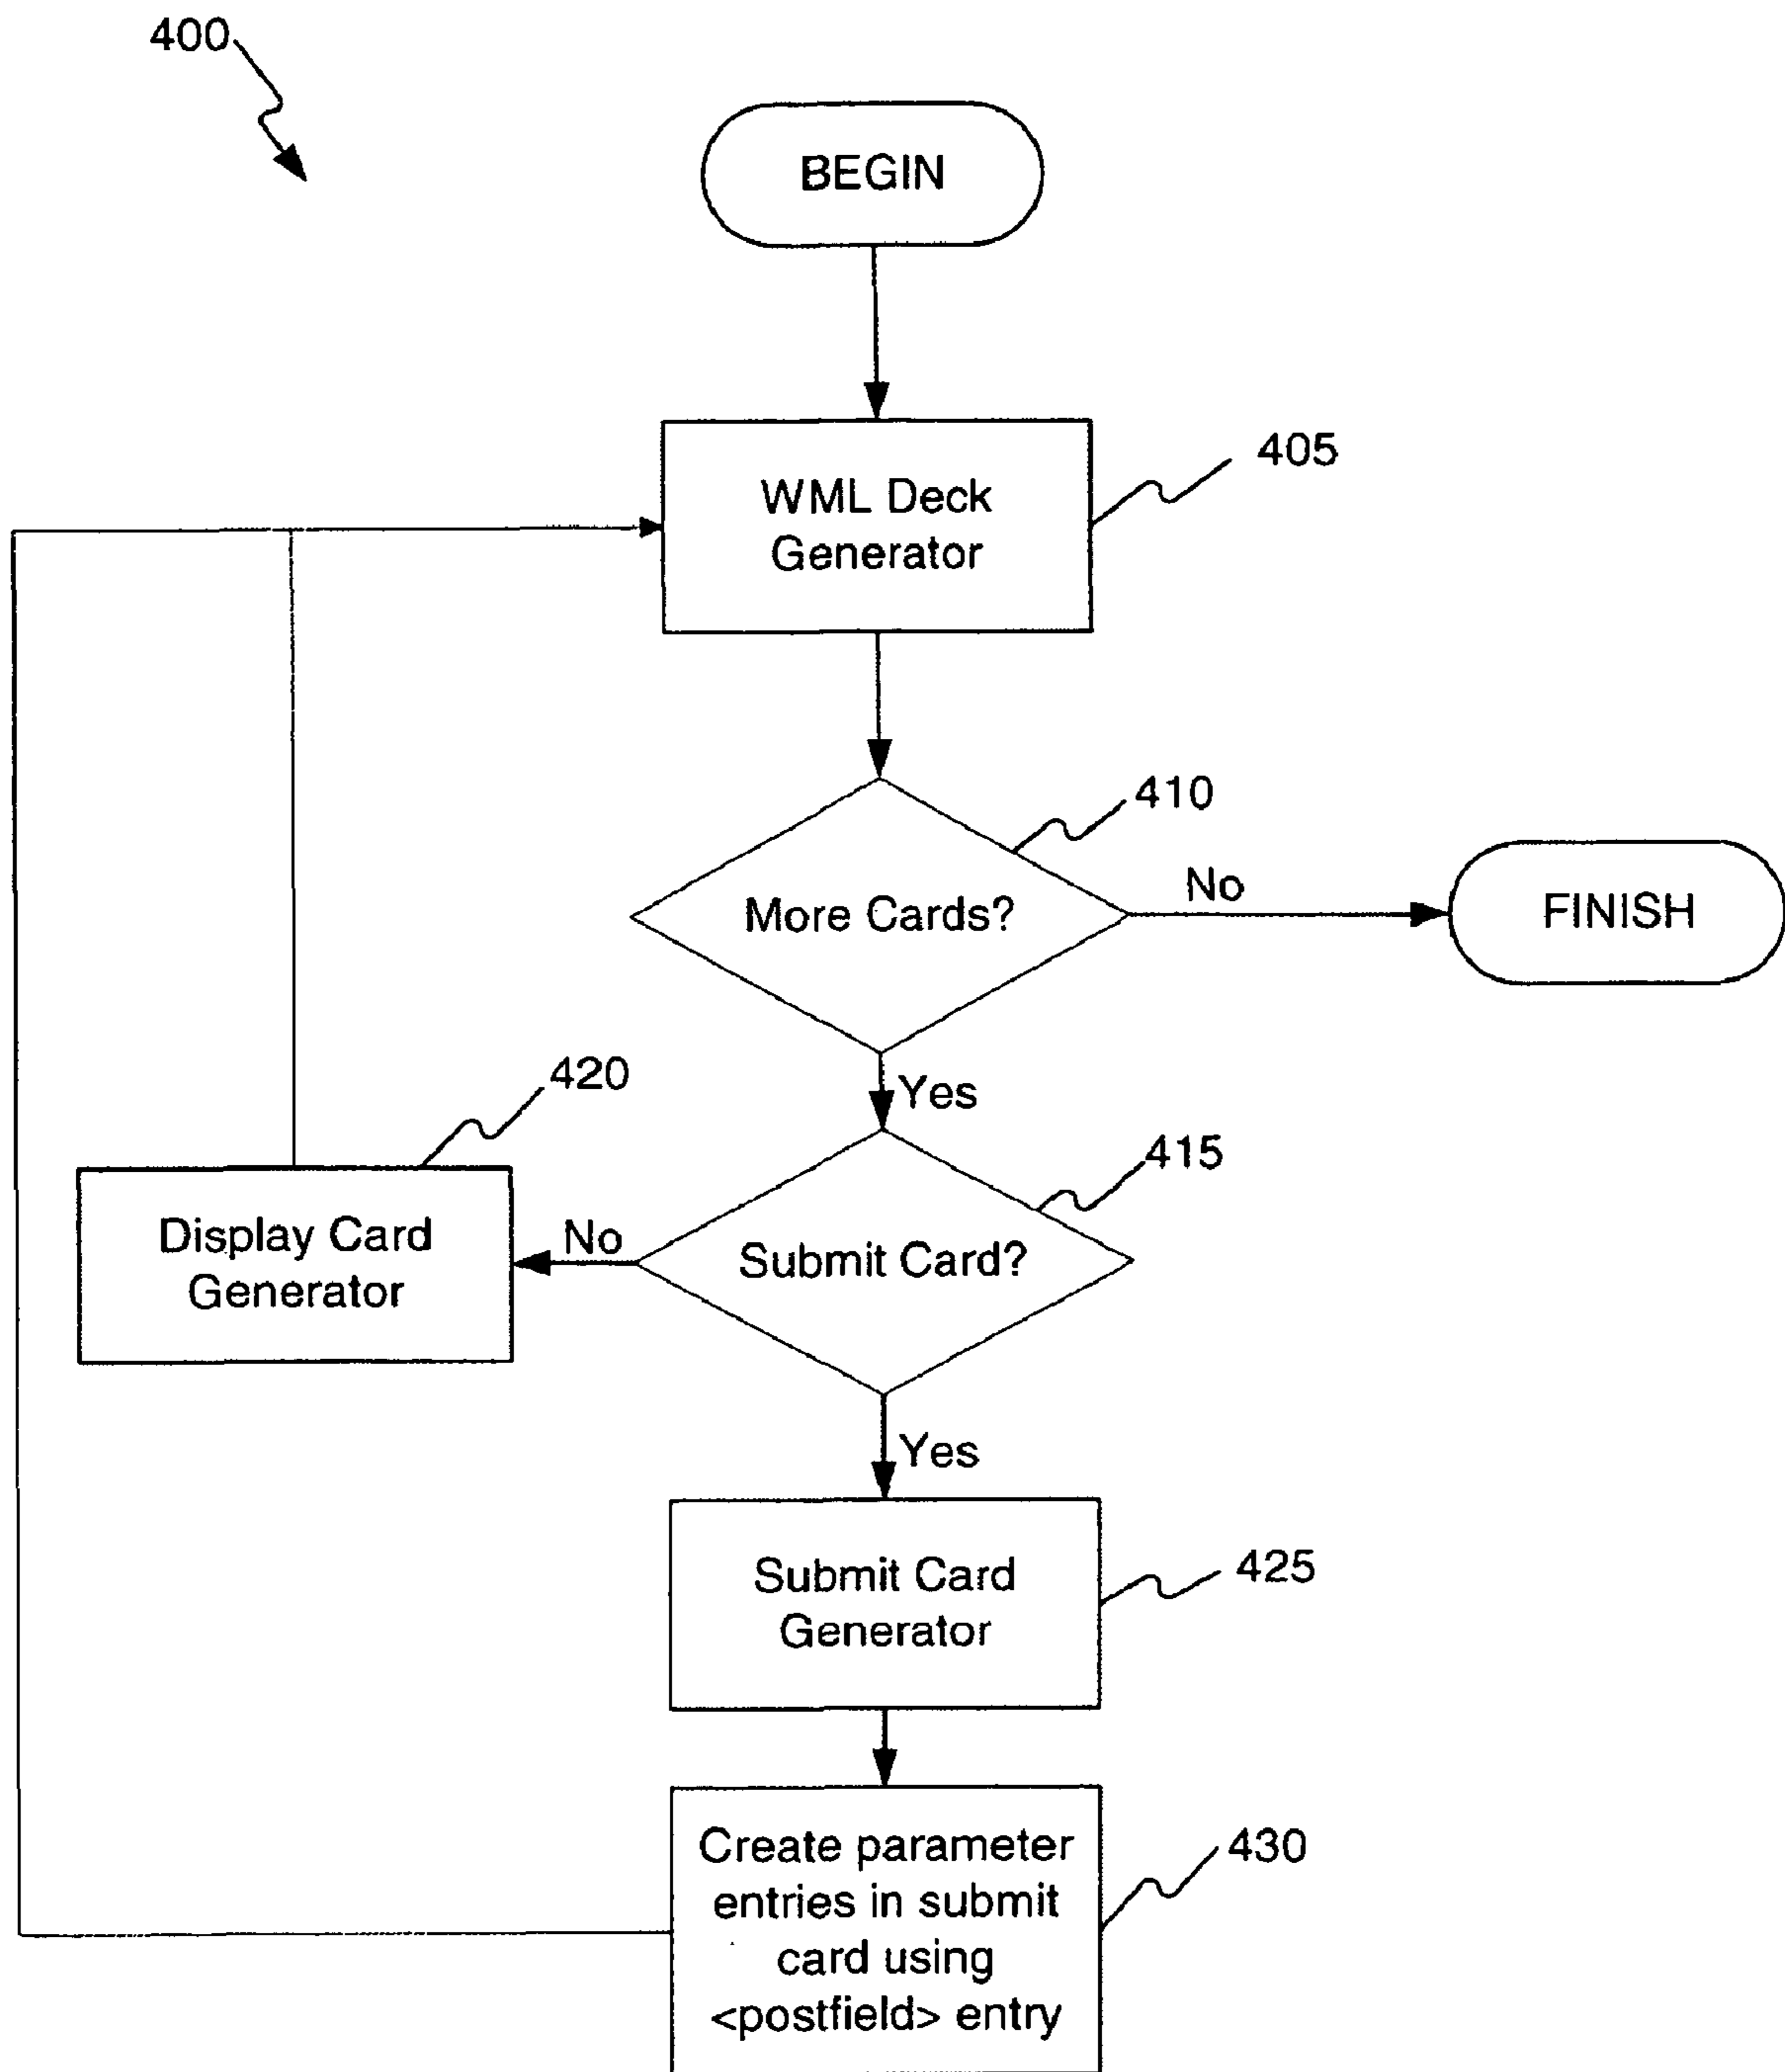 400
BEGIN
WML Deck
Generator
405
More Cards?
410
No
FINISH
Yes
420
Display Card
Generator
No
Submit Card?
415
Yes
Submit Card
Generator
425
Create parameter
entries in submit
card using
<postfield> entry
430